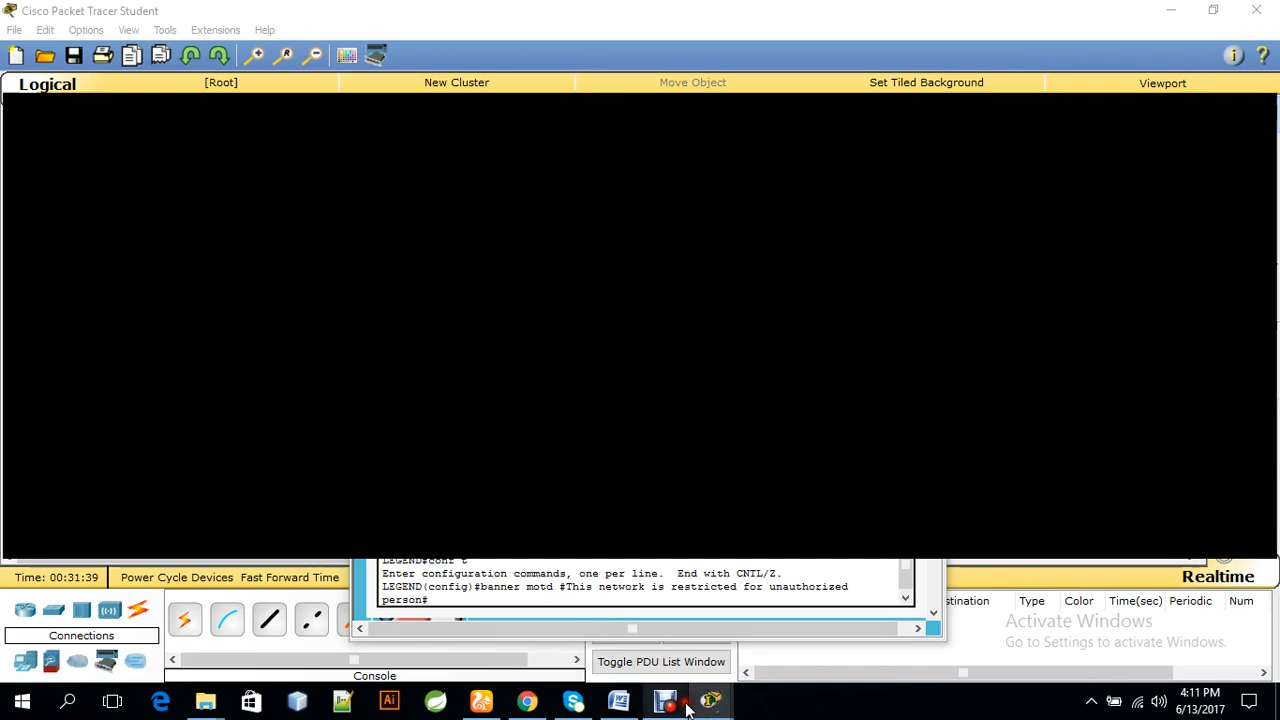 Cisco Packet Tracer Student
File Edit Options View Tools Extensions Help
Logical [Root] New Cluster Move Object Set Tiled Background Viewport
Enter configuration commands, one per line. End with CNTL/Z.
LEGEND(config)#banner motd #This network is restricted for unauthorized
person#
Time: 00:31:39 Power Cycle Devices Fast Forward Time Realtime
Connections
Console
Toggle PDU List Window
stination Type Color Time(sec) Periodic Num
Activate Windows
Go to Settings to activate Windows.
4:11 PM
6/13/2017